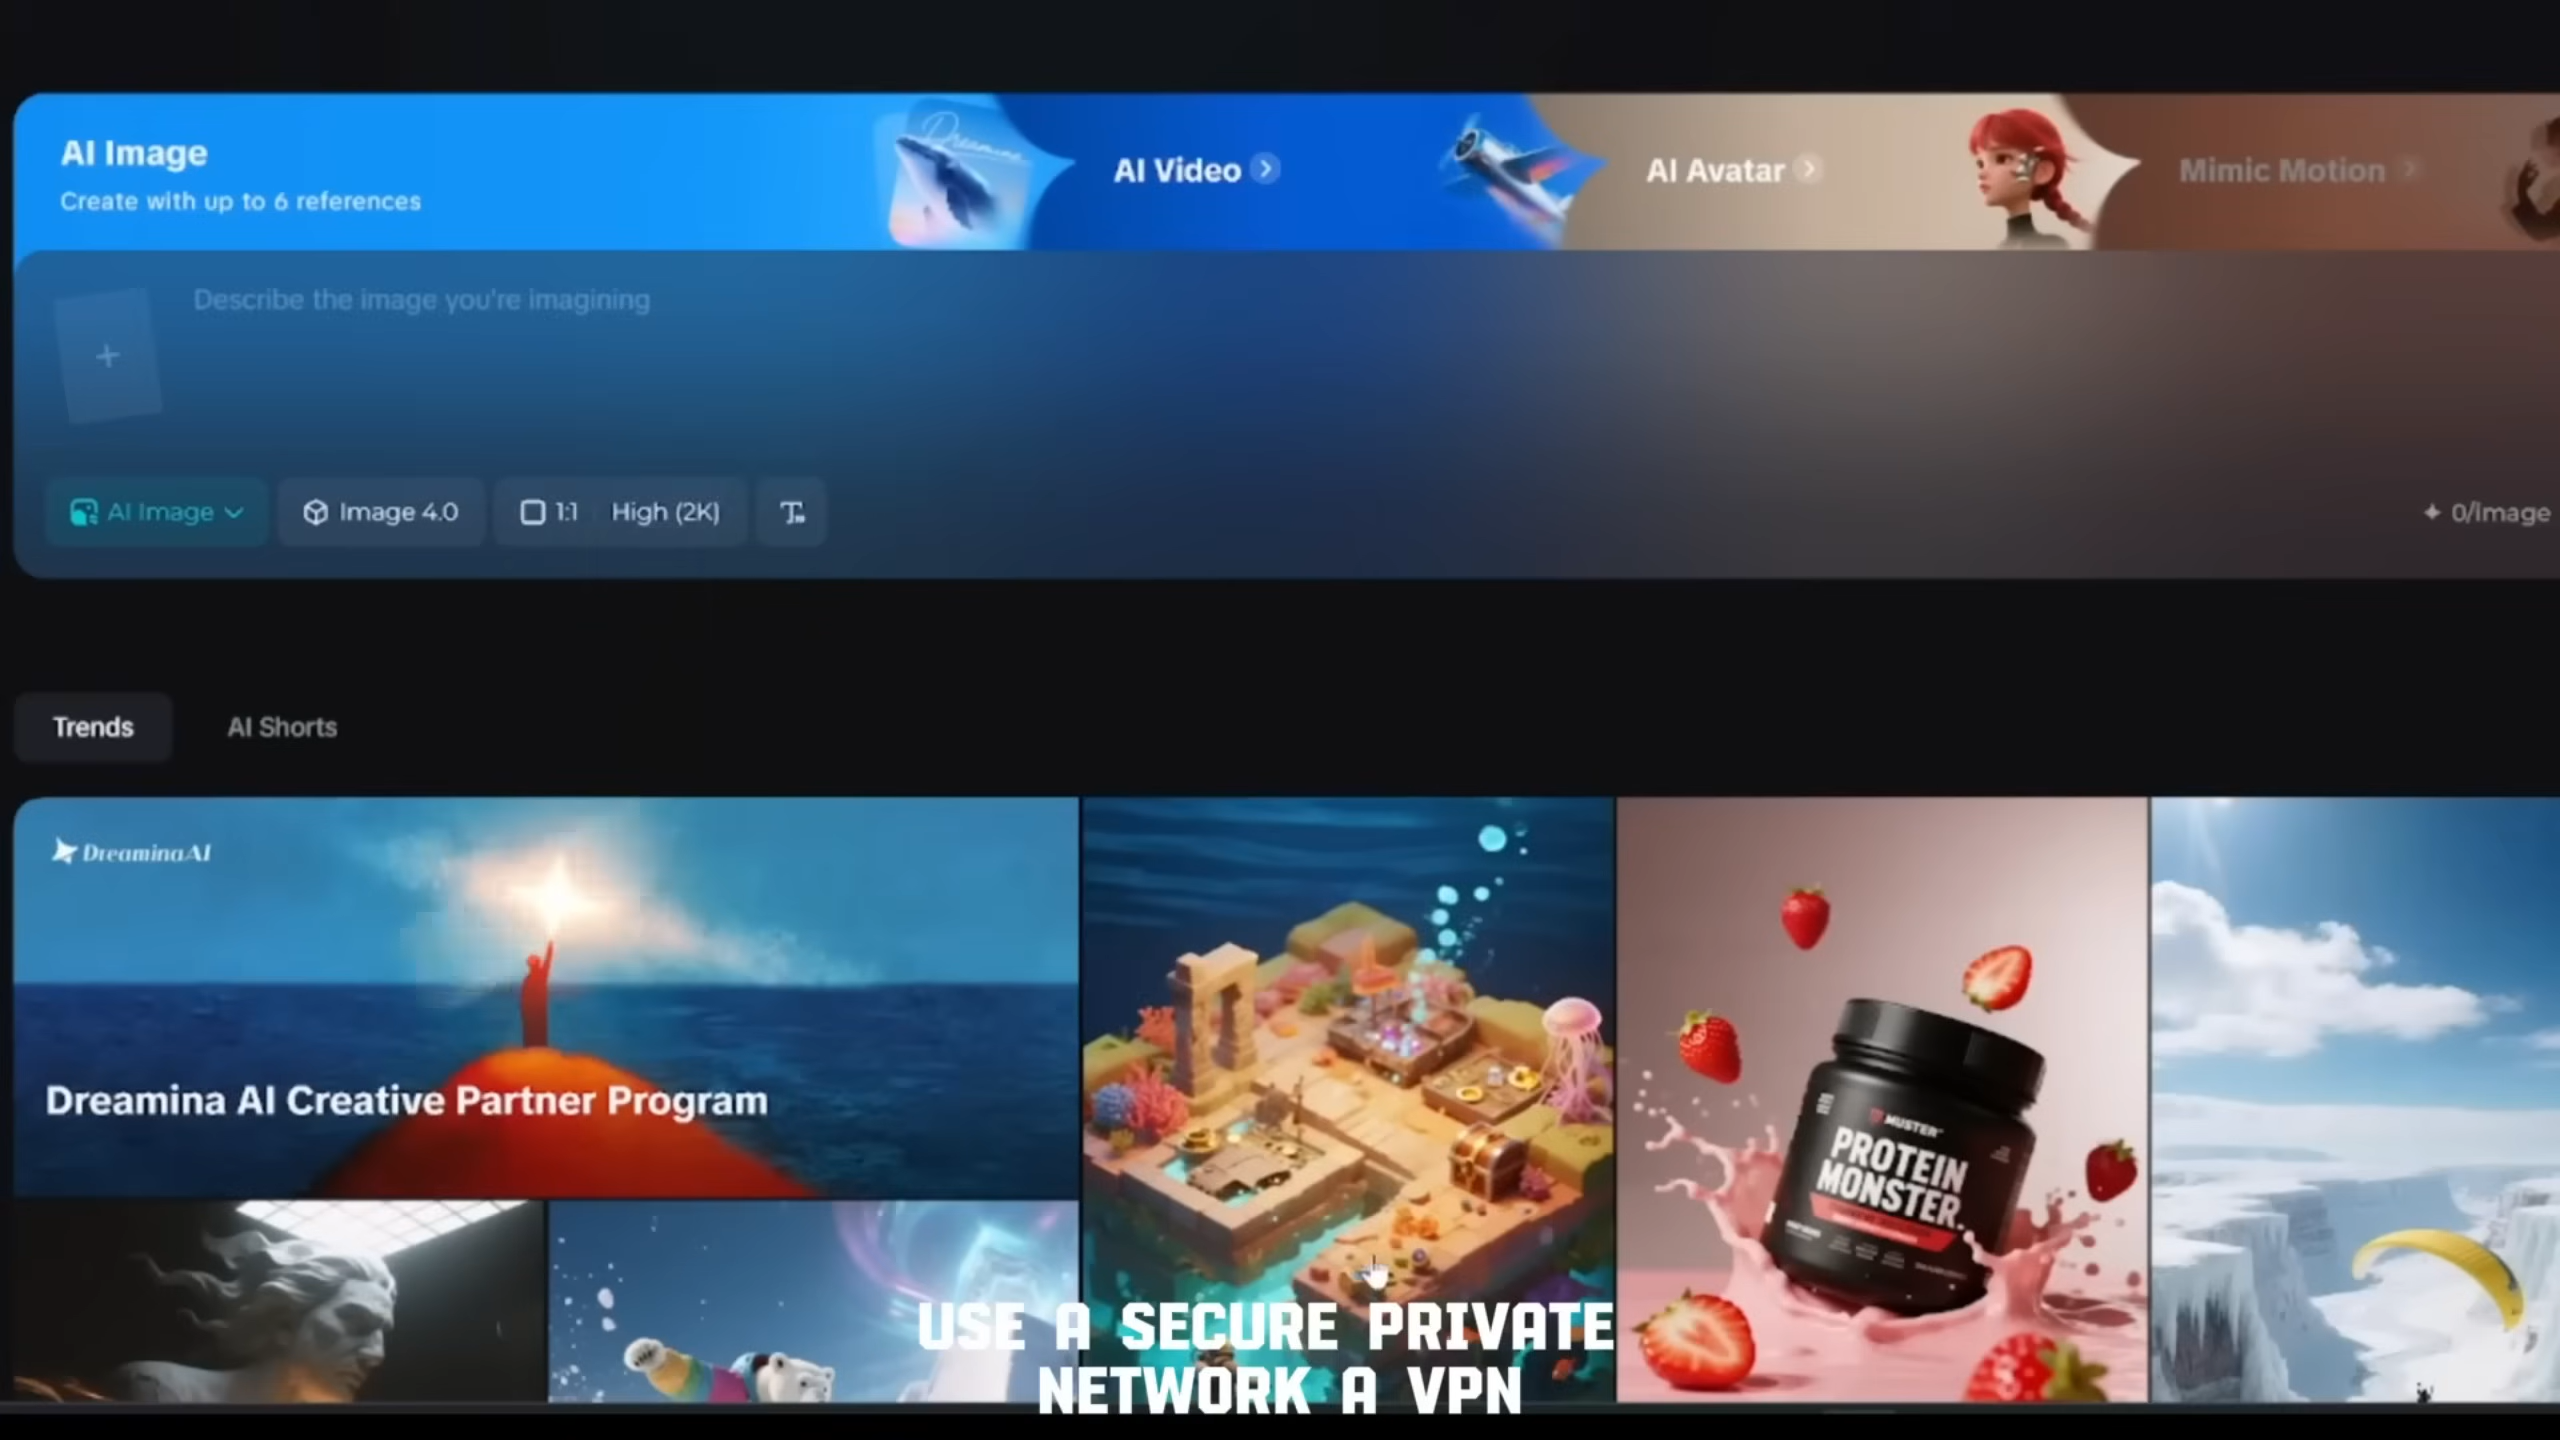 AI Image
Create with up to 6 references
Dreamina
AI Video
AI Avatar
Mimic Motion
Describe the image you're imagining
AI Image
Image 4.0
1:1
High (2K)
0/image
Trends
AI Shorts
DreaminaAI
Dreamina AI Creative Partner Program
MUSTER
PROTEIN
MONSTER.
USE A SECURE PRIVATE
NETWORK A VPN